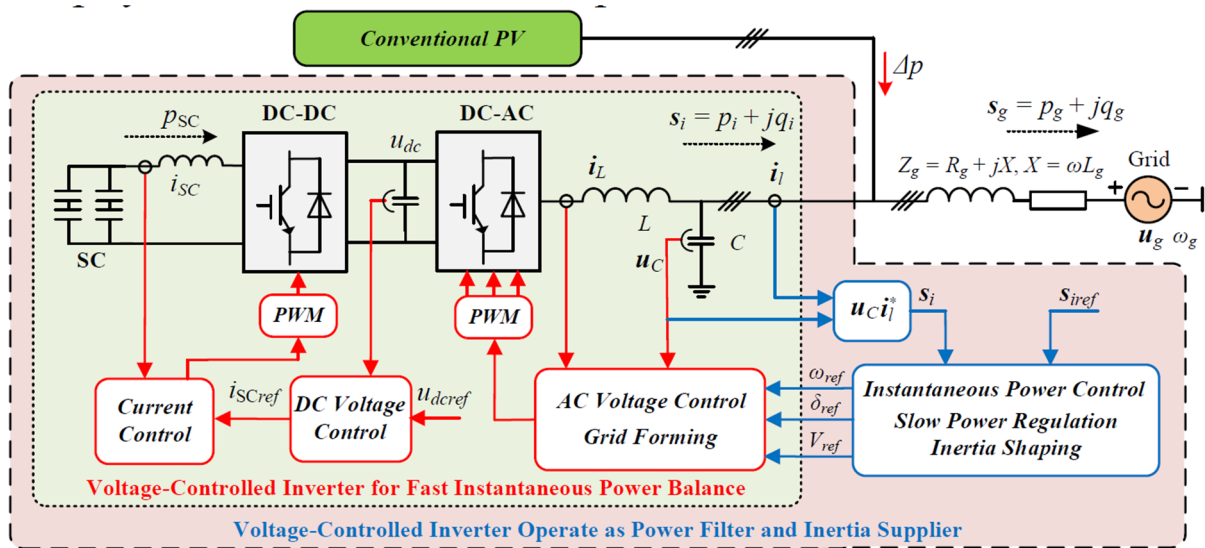 Conventional PV
Δp
DC-DC
DC-AC
p_SC
u_dc
s_i = p_i + jq_i
s_g = p_g + jq_g
i_SC
i_L
i_l
Z_g = R_g + jX, X = ωL_g
Grid
+
−
SC
L
C
u_C
u_g ω_g
PWM
PWM
u_C i_l^*
s_i
s_iref
i_SCref
u_dcref
ω_ref
δ_ref
V_ref
Current
Control
DC Voltage
Control
AC Voltage Control
Grid Forming
Instantaneous Power Control
Slow Power Regulation
Inertia Shaping
Voltage-Controlled Inverter for Fast Instantaneous Power Balance
Voltage-Controlled Inverter Operate as Power Filter and Inertia Supplier